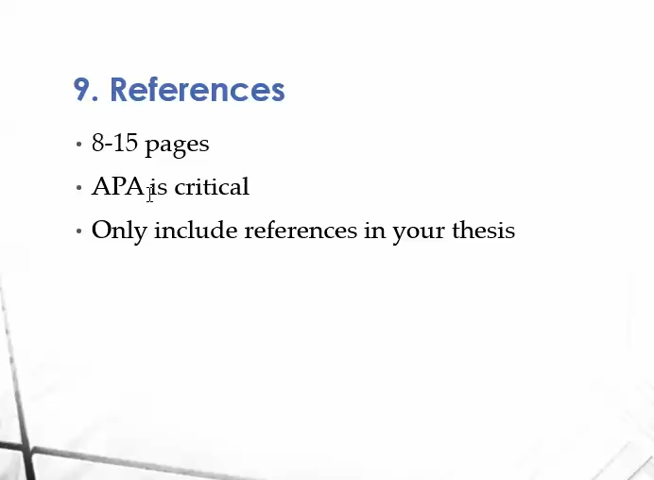 9. References
• 8-15 pages
• APA is critical
• Only include references in your thesis